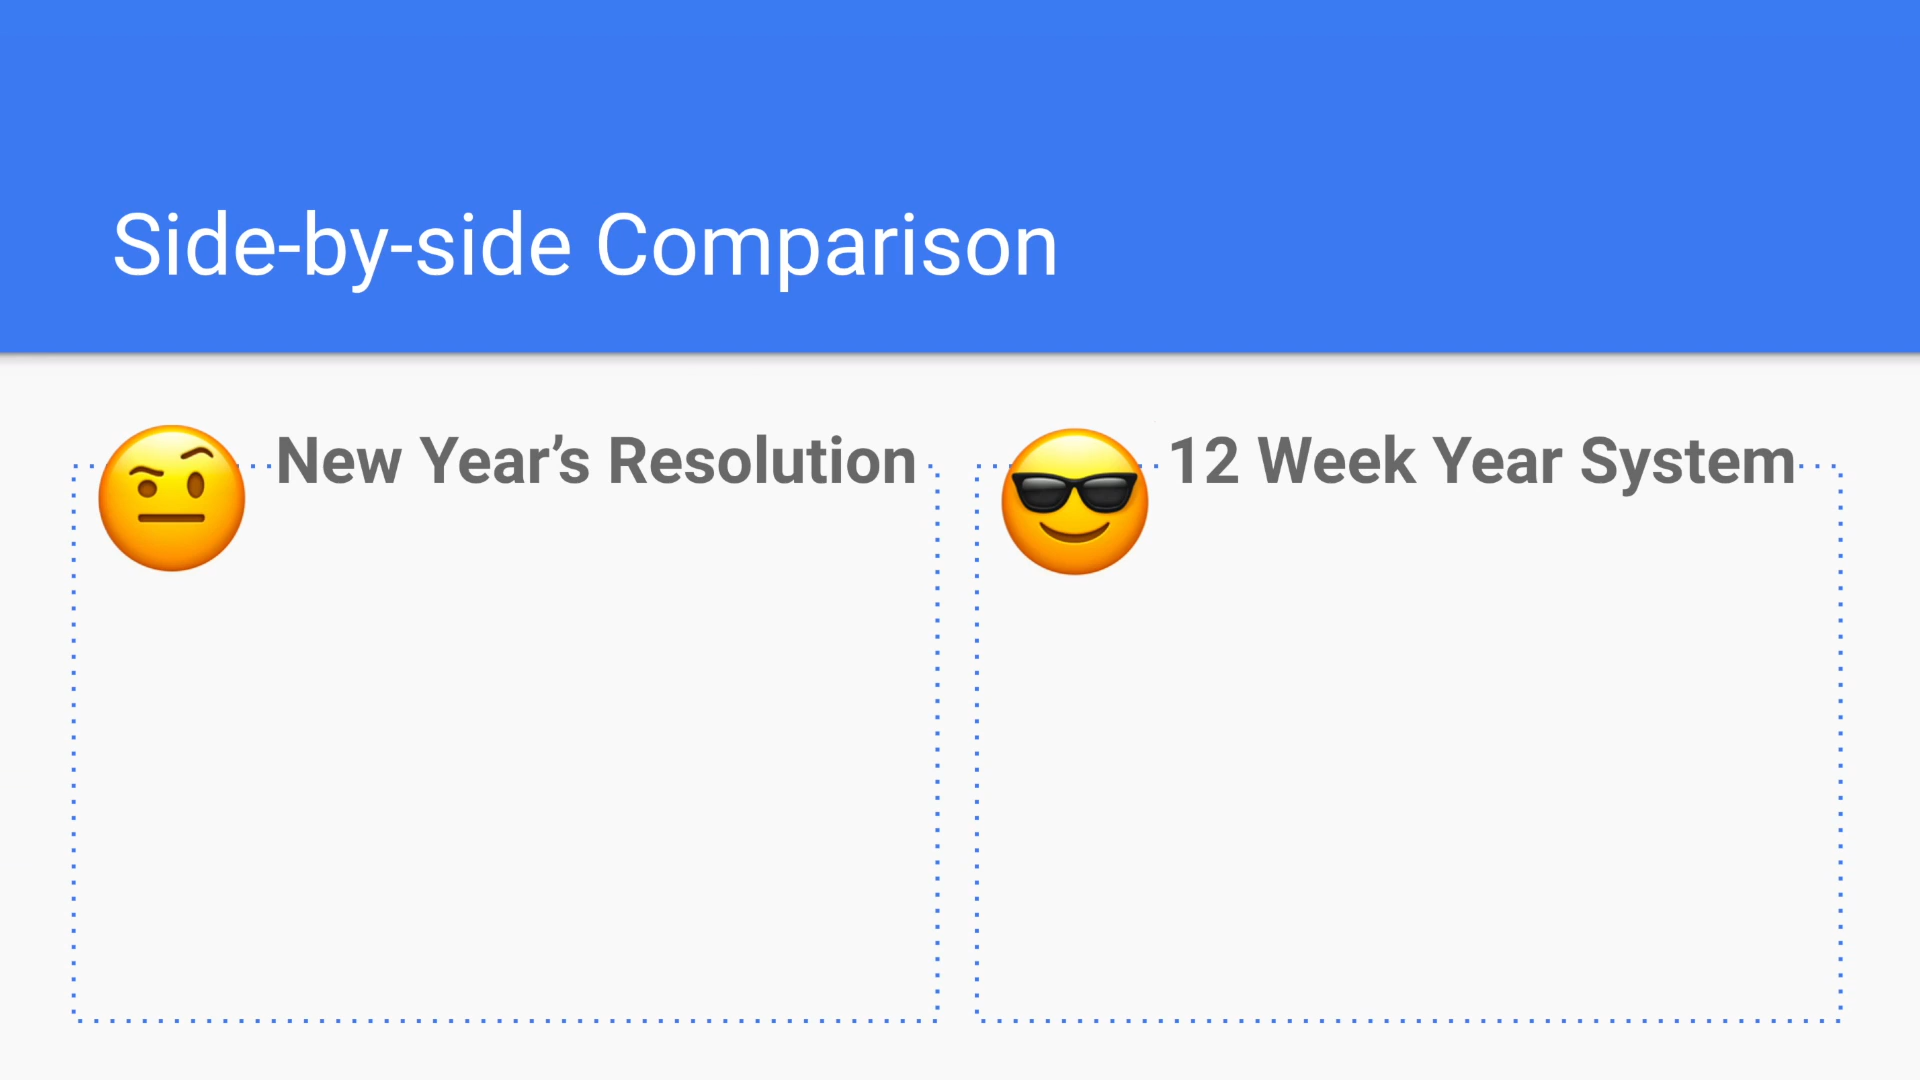 Side-by-side Comparison
New Year’s Resolution
12 Week Year System